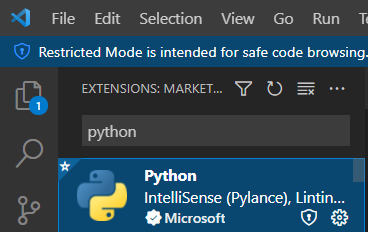 File Edit Selection View Go Run T
Restricted Mode is intended for safe code browsing.
EXTENSIONS: MARKET...
1
python
Python
IntelliSense (Pylance), Lintin...
Microsoft